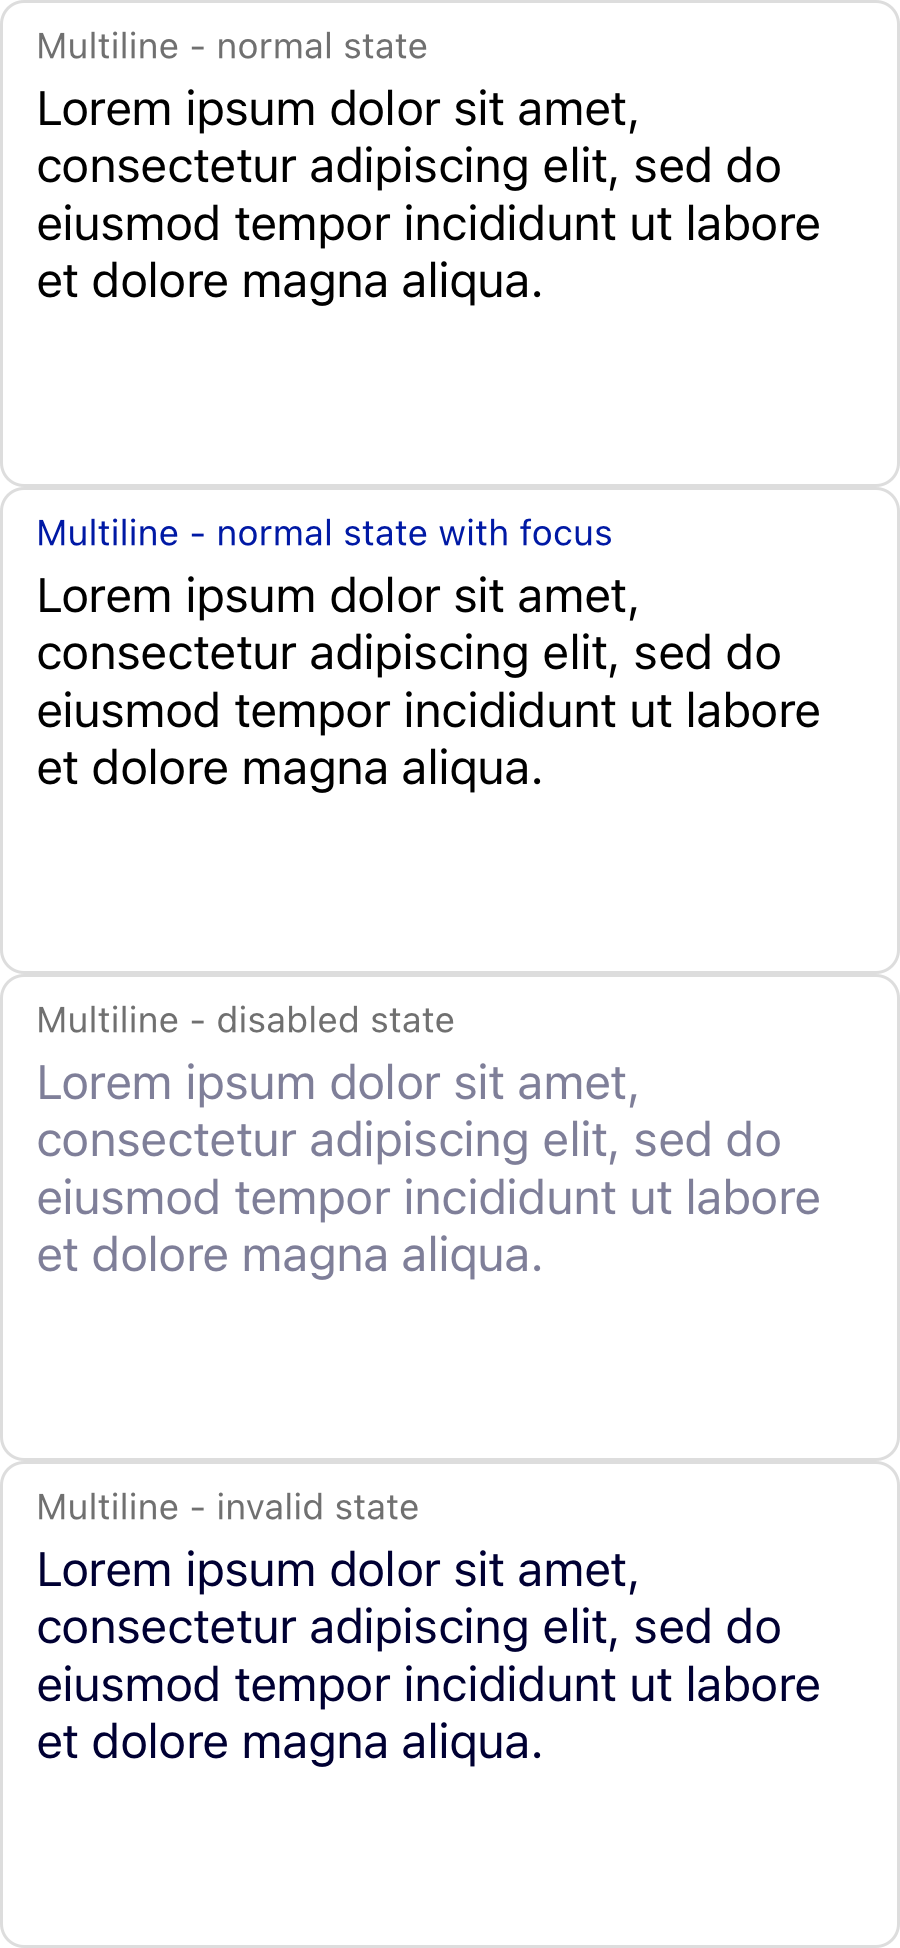 Multiline - normal state
Lorem ipsum dolor sit amet,
consectetur adipiscing elit, sed do
eiusmod tempor incididunt ut labore
et dolore magna aliqua.
Multiline - normal state with focus
Lorem ipsum dolor sit amet,
consectetur adipiscing elit, sed do
eiusmod tempor incididunt ut labore
et dolore magna aliqua.
Multiline - disabled state
Lorem ipsum dolor sit amet,
consectetur adipiscing elit, sed do
eiusmod tempor incididunt ut labore
et dolore magna aliqua.
Multiline - invalid state
Lorem ipsum dolor sit amet,
consectetur adipiscing elit, sed do
eiusmod tempor incididunt ut labore
et dolore magna aliqua.